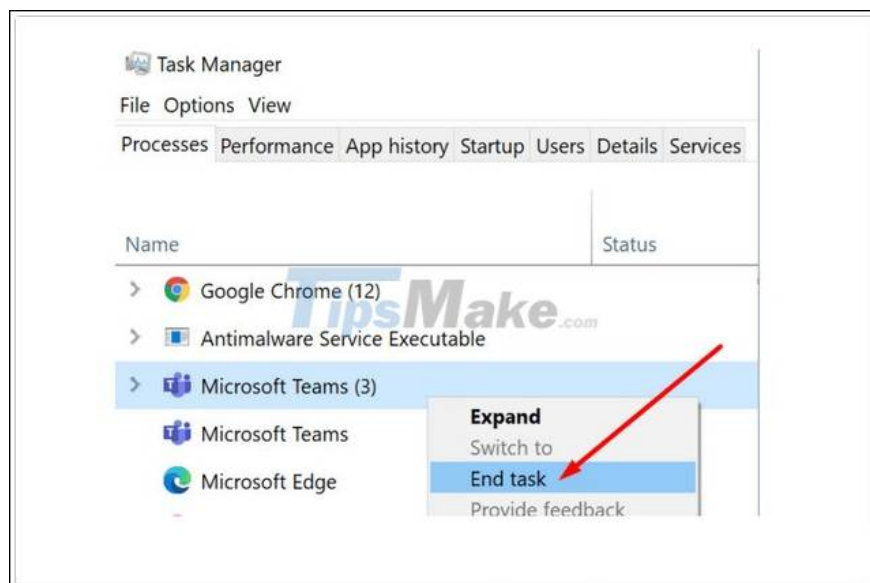 Task Manager
File Options View
Processes Performance App history Startup Users Details Services
Name Status
Google Chrome (12)
TipsMake.com
Antimalware Service Executable
Microsoft Teams (3)
Expand
Microsoft Teams
Switch to
End task
Microsoft Edge
Provide feedback